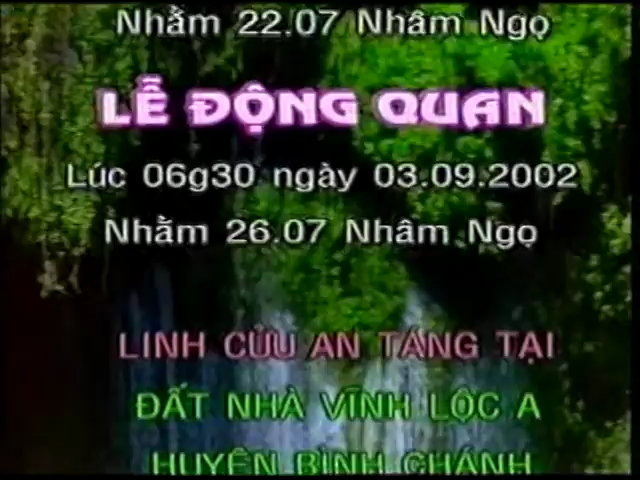 Nhằm 22.07 Nhâm Ngọ
LỄ ĐỘNG QUAN
Lúc 06g30 ngày 03.09.2002
Nhằm 26.07 Nhâm Ngọ
LINH CỬU AN TÁNG TẠI
ĐẤT NHÀ VĨNH LỘC A
HUYỆN BÌNH CHÁNH